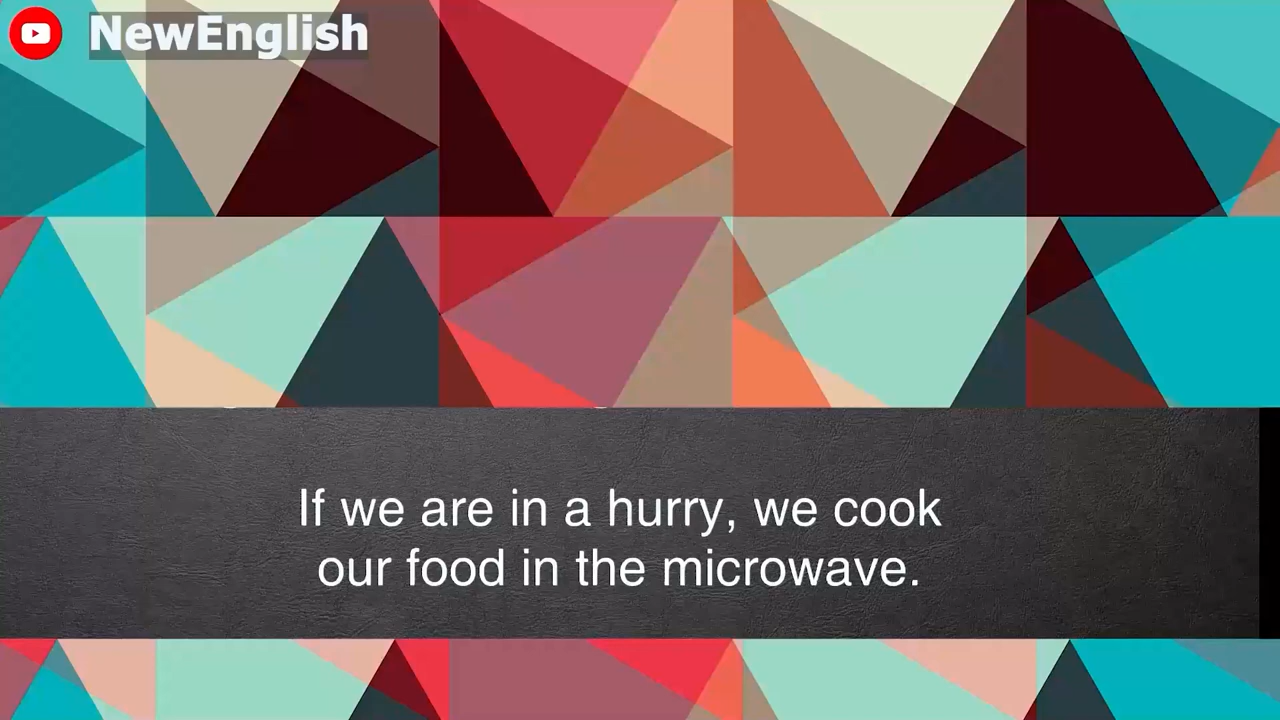 NewEnglish
If we are in a hurry, we cook
our food in the microwave.